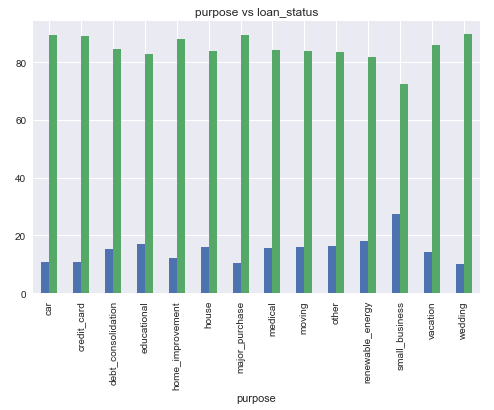 purpose vs loan_status
80
60
40
20
0
car
credit_card
debt_consolidation
educational
home_improvement
house
major_purchase
medical
moving
other
renewable_energy
small_business
vacation
wedding
purpose